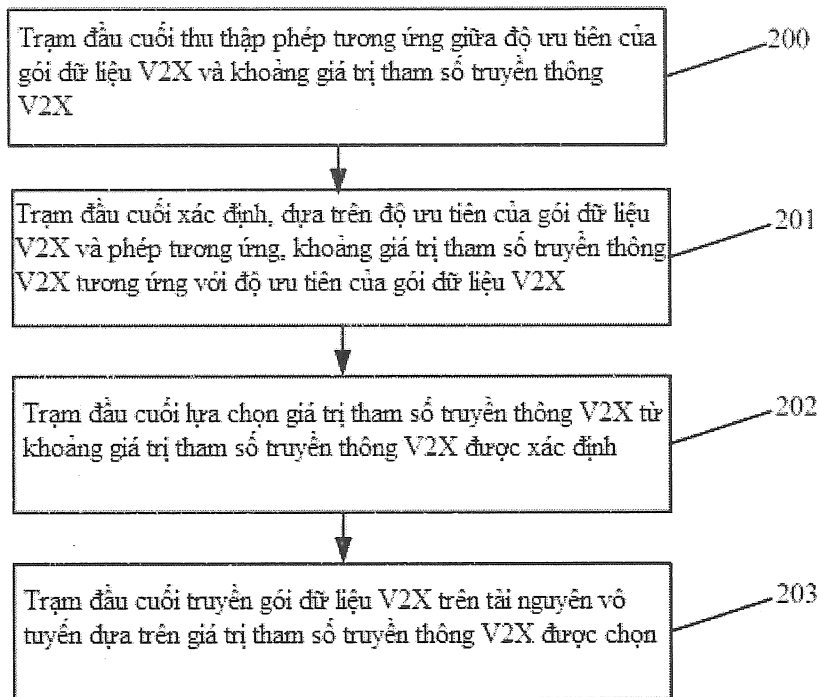 Trạm đầu cuối thu thập phép tương ứng giữa độ ưu tiên của
gói dữ liệu V2X và khoảng giá trị tham số truyền thông
V2X
200
Trạm đầu cuối xác định, dựa trên độ ưu tiên của gói dữ liệu
V2X và phép tương ứng, khoảng giá trị tham số truyền thông
V2X tương ứng với độ ưu tiên của gói dữ liệu V2X
201
Trạm đầu cuối lựa chọn giá trị tham số truyền thông V2X từ
khoảng giá trị tham số truyền thông V2X được xác định
202
Trạm đầu cuối truyền gói dữ liệu V2X trên tài nguyên vô
tuyến dựa trên giá trị tham số truyền thông V2X được chọn
203